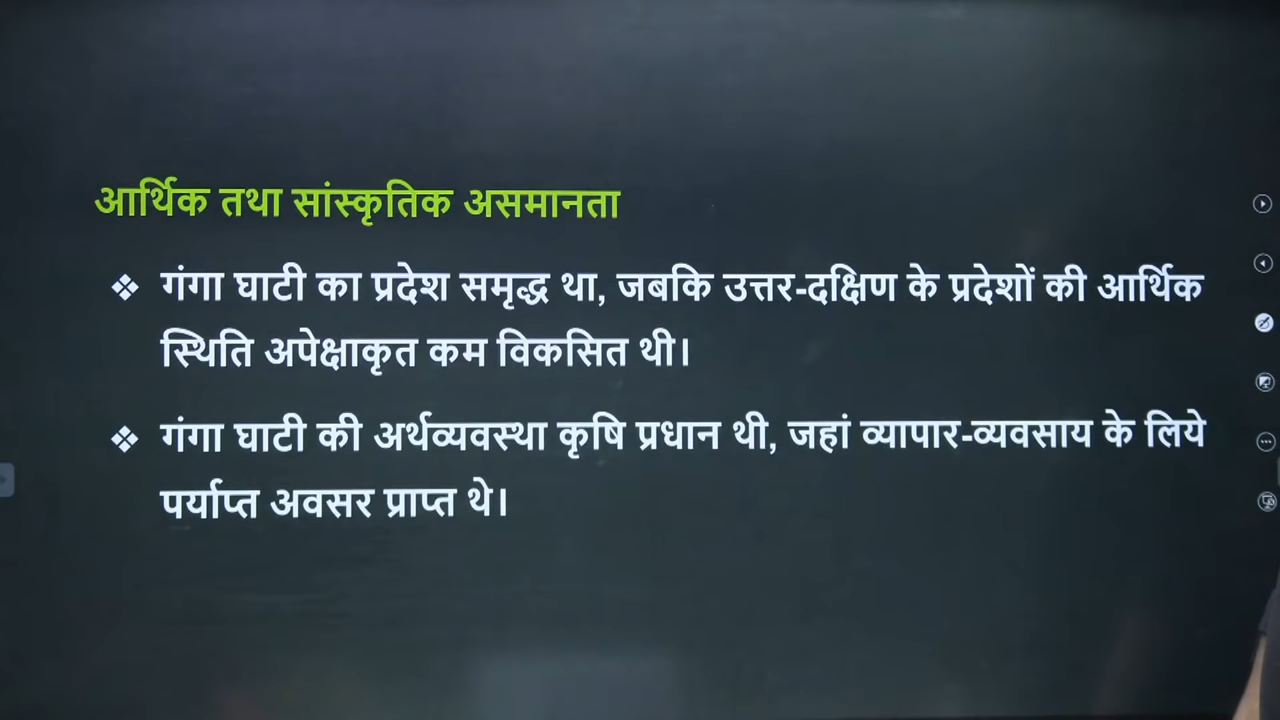 आर्थिक तथा सांस्कृतिक असमानता
❖ गंगा घाटी का प्रदेश समृद्ध था, जबकि उत्तर-दक्षिण के प्रदेशों की आर्थिक
स्थिति अपेक्षाकृत कम विकसित थी।
❖ गंगा घाटी की अर्थव्यवस्था कृषि प्रधान थी, जहां व्यापार-व्यवसाय के लिये
पर्याप्त अवसर प्राप्त थे।